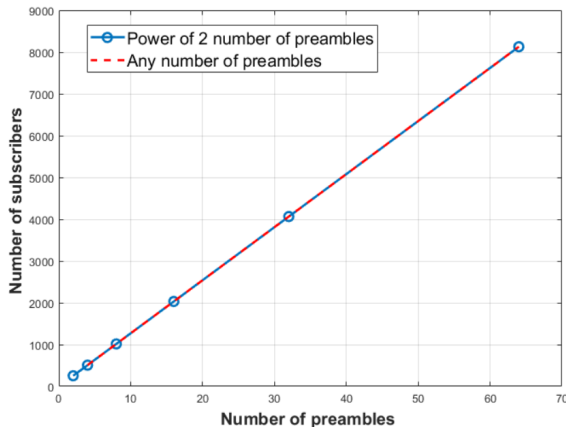 9000
8000
7000
6000
5000
4000
3000
2000
1000
0
Power of 2 number of preambles
Any number of preambles
Number of subscribers
0 10 20 30 40 50 60 70
Number of preambles